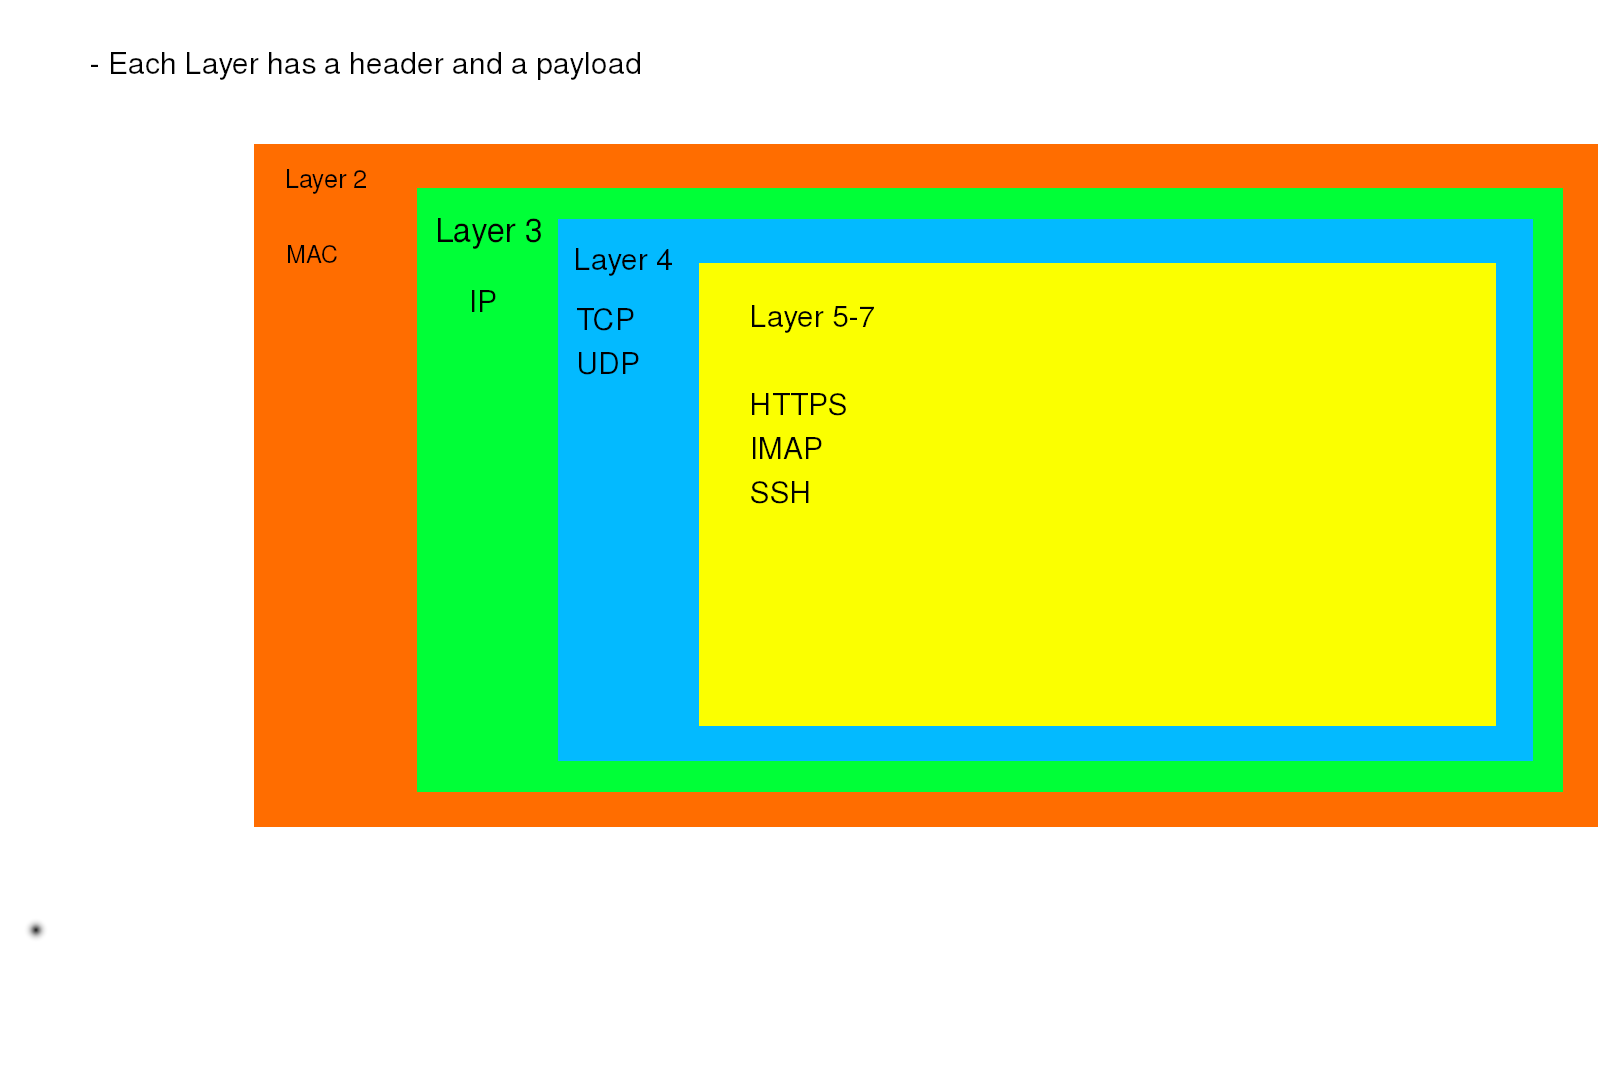 - Each Layer has a header and a payload
Layer 2
MAC
Layer 3
IP
Layer 4
TCP
UDP
Layer 5-7
HTTPS
IMAP
SSH